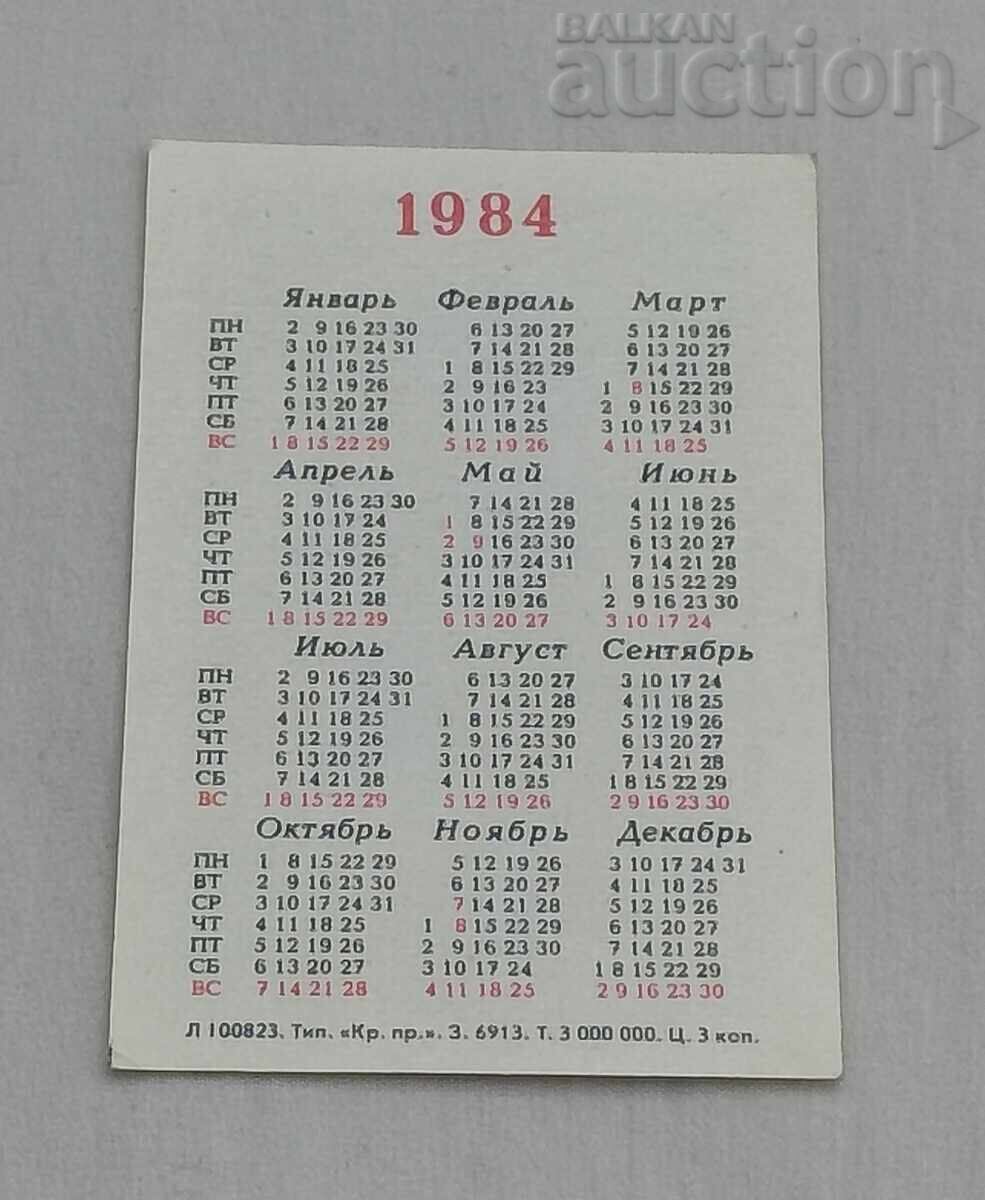 BALKAN
auction
1984
Январь Февраль Март
ПН 2 9 16 23 30 6 13 20 27 5 12 19 26
ВТ 3 10 17 24 31 7 14 21 28 6 13 20 27
СР 4 11 18 25 1 8 15 22 29 7 14 21 28
ЧТ 5 12 19 26 2 9 16 23 1 8 15 22 29
ПТ 6 13 20 27 3 10 17 24 2 9 16 23 30
СБ 7 14 21 28 4 11 18 25 3 10 17 24 31
ВС 1 8 15 22 29 5 12 19 26 4 11 18 25
Апрель Май Июнь
ПН 2 9 16 23 30 7 14 21 28 4 11 18 25
ВТ 3 10 17 24 1 8 15 22 29 5 12 19 26
СР 4 11 18 25 2 9 16 23 30 6 13 20 27
ЧТ 5 12 19 26 3 10 17 24 31 7 14 21 28
ПТ 6 13 20 27 4 11 18 25 1 8 15 22 29
СБ 7 14 21 28 5 12 19 26 2 9 16 23 30
ВС 1 8 15 22 29 6 13 20 27 3 10 17 24
Июль Август Сентябрь
ПН 2 9 16 23 30 6 13 20 27 3 10 17 24
ВТ 3 10 17 24 31 7 14 21 28 4 11 18 25
СР 4 11 18 25 1 8 15 22 29 5 12 19 26
ЧТ 5 12 19 26 2 9 16 23 30 6 13 20 27
ПТ 6 13 20 27 3 10 17 24 31 7 14 21 28
СБ 7 14 21 28 4 11 18 25 1 8 15 22 29
ВС 1 8 15 22 29 5 12 19 26 2 9 16 23 30
Октябрь Ноябрь Декабрь
ПН 1 8 15 22 29 5 12 19 26 3 10 17 24 31
ВТ 2 9 16 23 30 6 13 20 27 4 11 18 25
СР 3 10 17 24 31 7 14 21 28 5 12 19 26
ЧТ 4 11 18 25 1 8 15 22 29 6 13 20 27
ПТ 5 12 19 26 2 9 16 23 30 7 14 21 28
СБ 6 13 20 27 3 10 17 24 1 8 15 22 29
ВС 7 14 21 28 4 11 18 25 2 9 16 23 30
Л 100823. Тип. «Кр. пр.». З. 6913. Т. 3 000 000. Ц. 3 коп.